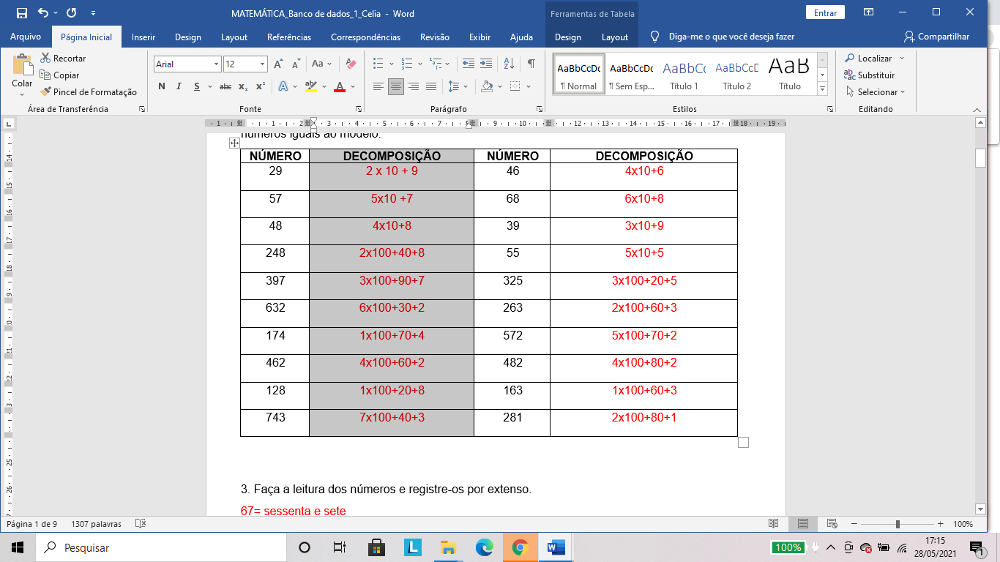 MATEMÁTICA_Banco de dados_1_Celia - Word
Ferramentas de Tabela
Entrar
Arquivo Página Inicial Inserir Design Layout Referências Correspondências Revisão Exibir Ajuda Design Layout Diga-me o que você deseja fazer Compartilhar
Colar
Recortar
Copiar
Pincel de Formatação
Área de Transferência
Arial 12
N I S abc x₂ x²
Fonte
Parágrafo
AaBbCcDc AaBbCcDc AaBbCc AaBbCcD AaB
¶ Normal ¶ Sem Esp... Título 1 Título 2 Título
Estilos
Localizar
Substituir
Selecionar
Editando
números iguais ao modelo.
NÚMERO DECOMPOSIÇÃO NÚMERO DECOMPOSIÇÃO
29 2 x 10 + 9 46 4x10+6
57 5x10 +7 68 6x10+8
48 4x10+8 39 3x10+9
248 2x100+40+8 55 5x10+5
397 3x100+90+7 325 3x100+20+5
632 6x100+30+2 263 2x100+60+3
174 1x100+70+4 572 5x100+70+2
462 4x100+60+2 482 4x100+80+2
128 1x100+20+8 163 1x100+60+3
743 7x100+40+3 281 2x100+80+1
3. Faça a leitura dos números e registre-os por extenso.
67= sessenta e sete
Página 1 de 9 1307 palavras 100%
Pesquisar
100%
17:15
28/05/2021